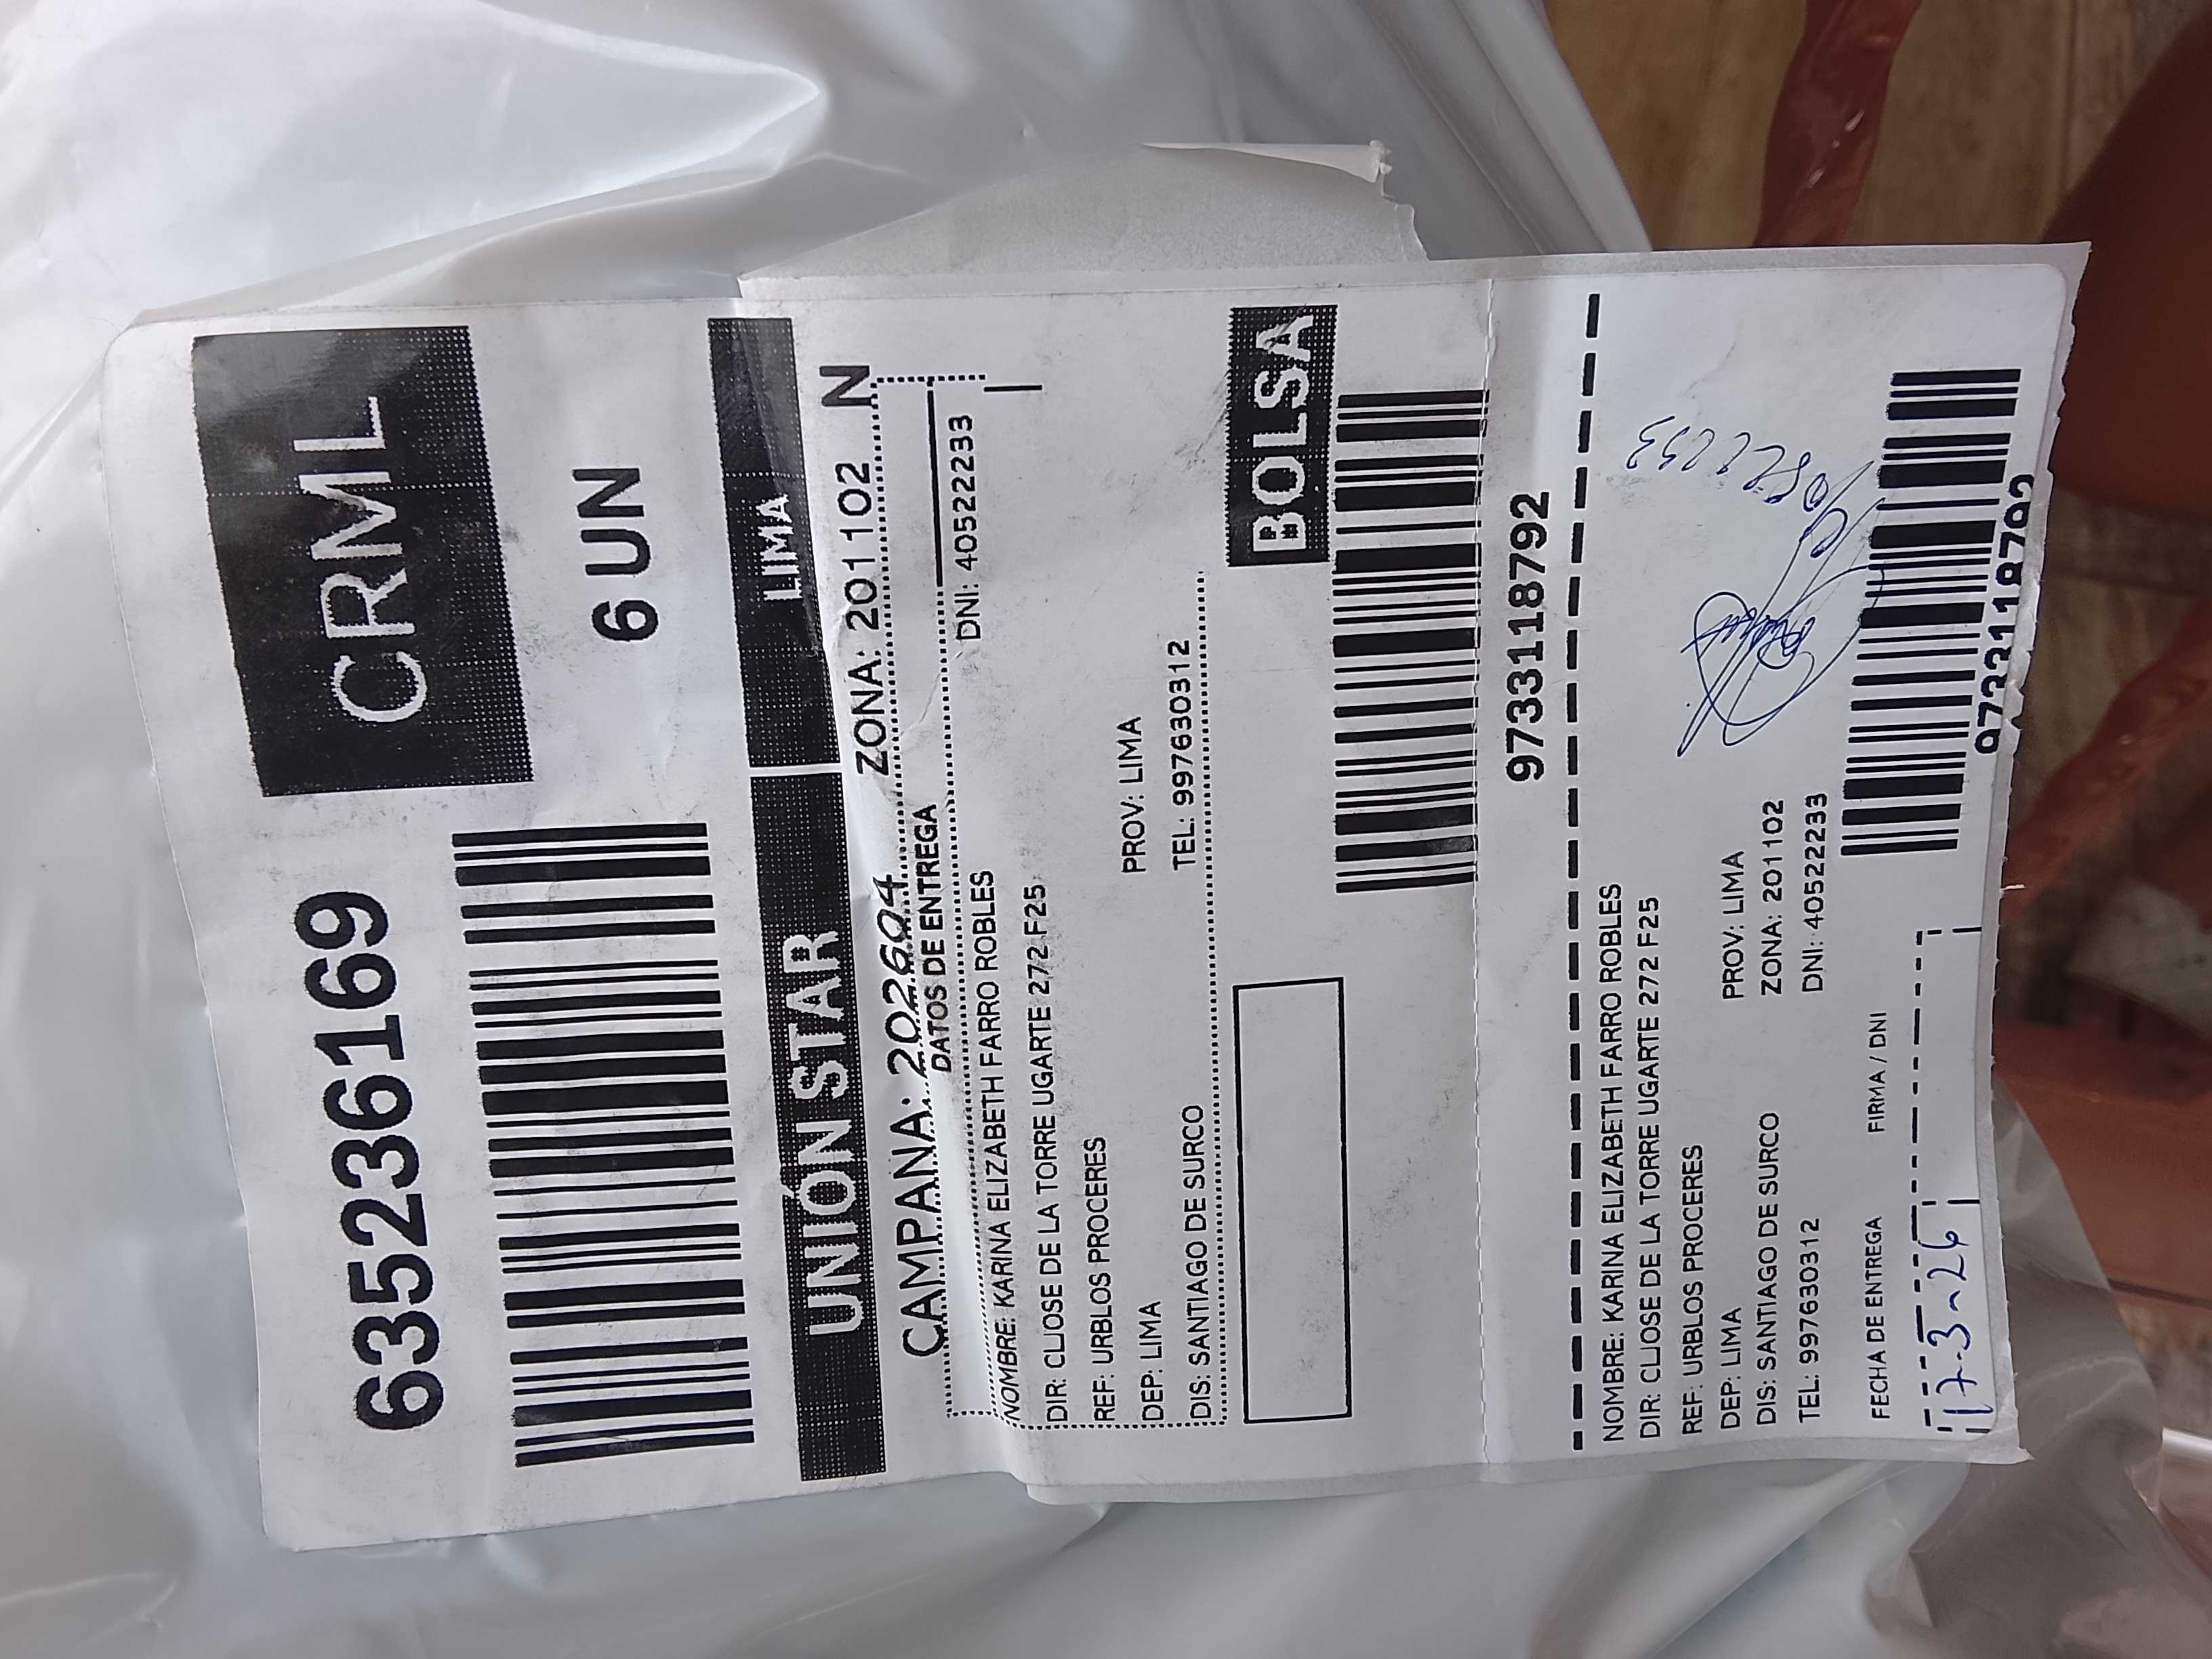 6352236169
CRML
6 UN
UNIÓN STAR LIMA
CAMPANA: 202604 ZONA: 201102 N
DATOS DE ENTREGA
NOMBRE: KARINA ELIZABETH FARRO ROBLES DNI: 40522233
DIR: CLJOSE DE LA TORRE UGARTE 272 F25
REF: URBLOS PROCERES
DEP: LIMA PROV: LIMA
DIS: SANTIAGO DE SURCO TEL: 997630312
BOLSA
9733118792
NOMBRE: KARINA ELIZABETH FARRO ROBLES
DIR: CLJOSE DE LA TORRE UGARTE 272 F25
REF: URBLOS PROCERES
DEP: LIMA PROV: LIMA
DIS: SANTIAGO DE SURCO ZONA: 201102
TEL: 997630312 DNI: 40522233
FECHA DE ENTREGA FIRMA / DNI
17-3-26
40522233
9733118792